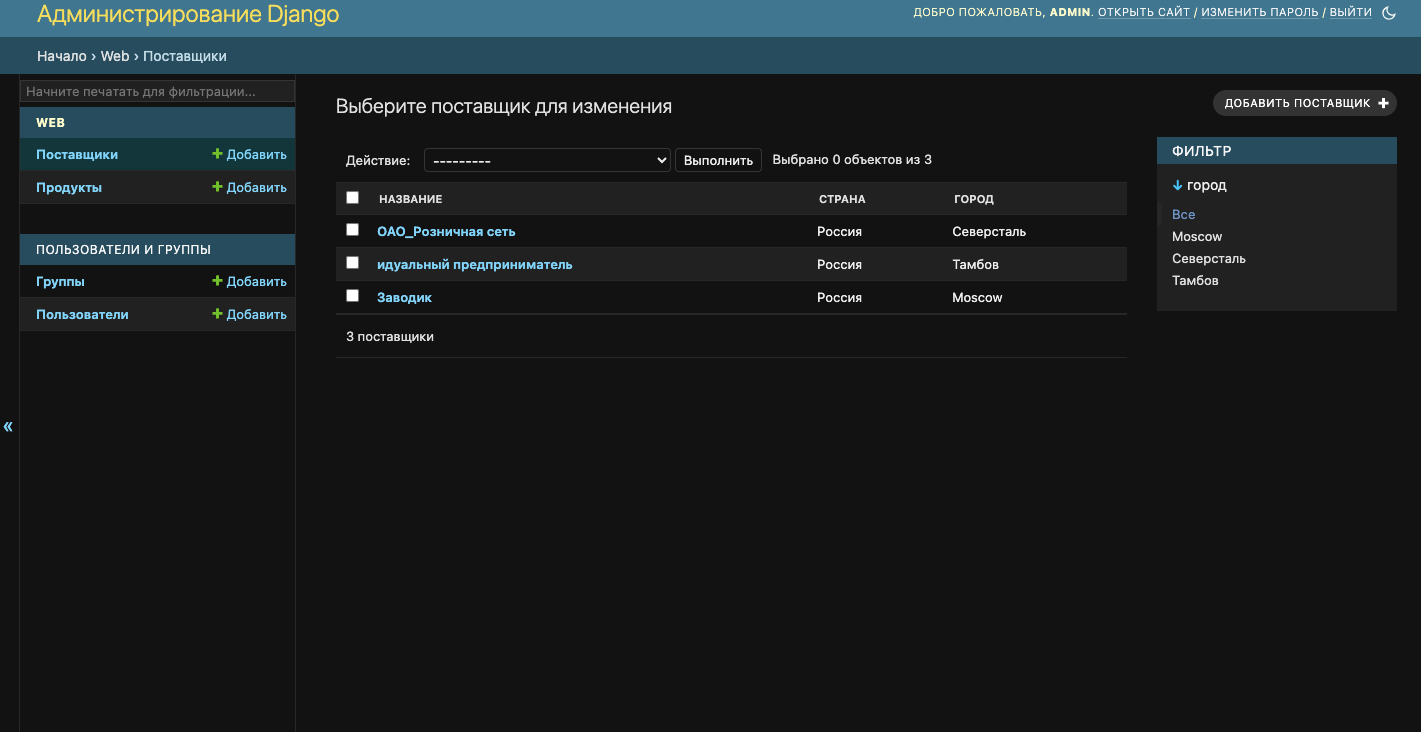 Администрирование Django
ДОБРО ПОЖАЛОВАТЬ, ADMIN. ОТКРЫТЬ САЙТ / ИЗМЕНИТЬ ПАРОЛЬ / ВЫЙТИ
Начало › Web › Поставщики
Начните печатать для фильтрации...
WEB
Поставщики + Добавить
Продукты + Добавить
ПОЛЬЗОВАТЕЛИ И ГРУППЫ
Группы + Добавить
Пользователи + Добавить
«
Выберите поставщик для изменения
ДОБАВИТЬ ПОСТАВЩИК +
Действие: --------- Выполнить Выбрано 0 объектов из 3
НАЗВАНИЕ СТРАНА ГОРОД
ОАО_Розничная сеть Россия Северсталь
идуальный предприниматель Россия Тамбов
Заводик Россия Moscow
3 поставщики
ФИЛЬТР
↓ город
Все
Moscow
Северсталь
Тамбов